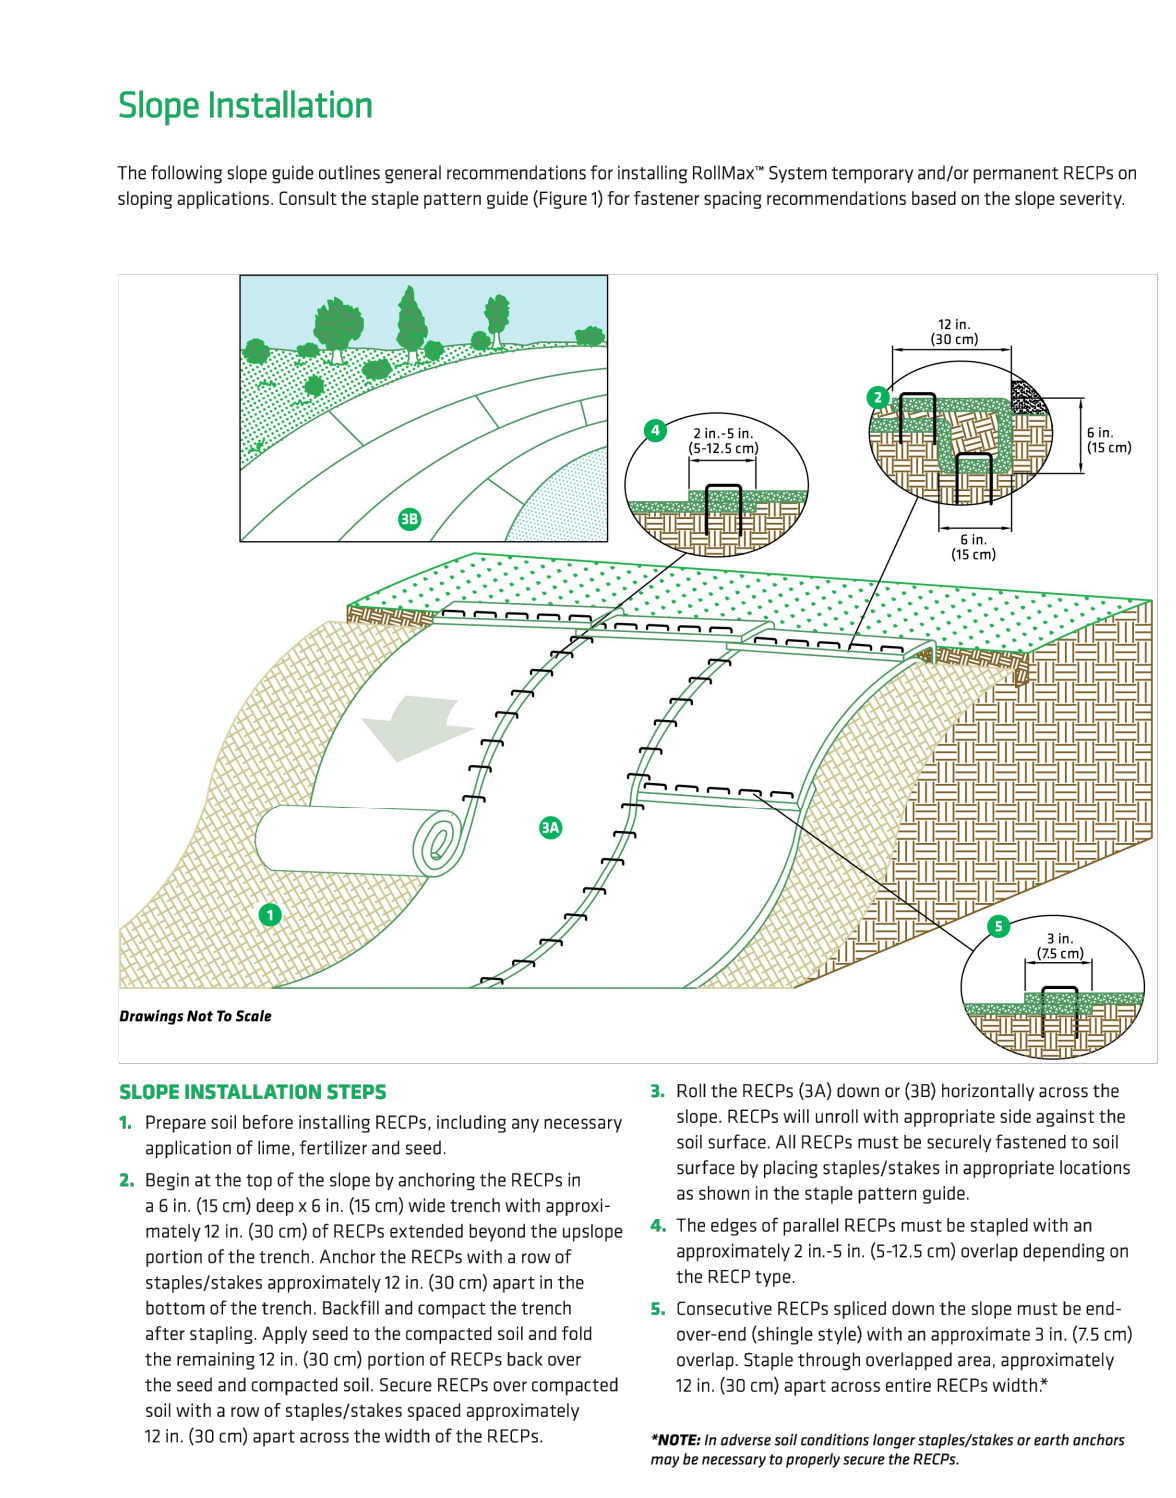 Slope Installation
The following slope guide outlines general recommendations for installing RollMax™ System temporary and/or permanent RECPs on
sloping applications. Consult the staple pattern guide (Figure 1) for fastener spacing recommendations based on the slope severity.
12 in.
(30 cm)
2
6 in.
(15 cm)
6 in.
(15 cm)
4
2 in.-5 in.
(5-12.5 cm)
3B
3A
1
5
3 in.
(7.5 cm)
Drawings Not To Scale
SLOPE INSTALLATION STEPS
1. Prepare soil before installing RECPs, including any necessary
application of lime, fertilizer and seed.
2. Begin at the top of the slope by anchoring the RECPs in
a 6 in. (15 cm) deep x 6 in. (15 cm) wide trench with approxi-
mately 12 in. (30 cm) of RECPs extended beyond the upslope
portion of the trench. Anchor the RECPs with a row of
staples/stakes approximately 12 in. (30 cm) apart in the
bottom of the trench. Backfill and compact the trench
after stapling. Apply seed to the compacted soil and fold
the remaining 12 in. (30 cm) portion of RECPs back over
the seed and compacted soil. Secure RECPs over compacted
soil with a row of staples/stakes spaced approximately
12 in. (30 cm) apart across the width of the RECPs.
3. Roll the RECPs (3A) down or (3B) horizontally across the
slope. RECPs will unroll with appropriate side against the
soil surface. All RECPs must be securely fastened to soil
surface by placing staples/stakes in appropriate locations
as shown in the staple pattern guide.
4. The edges of parallel RECPs must be stapled with an
approximately 2 in.-5 in. (5-12.5 cm) overlap depending on
the RECP type.
5. Consecutive RECPs spliced down the slope must be end-
over-end (shingle style) with an approximate 3 in. (7.5 cm)
overlap. Staple through overlapped area, approximately
12 in. (30 cm) apart across entire RECPs width.*
*NOTE: In adverse soil conditions longer staples/stakes or earth anchors
may be necessary to properly secure the RECPs.